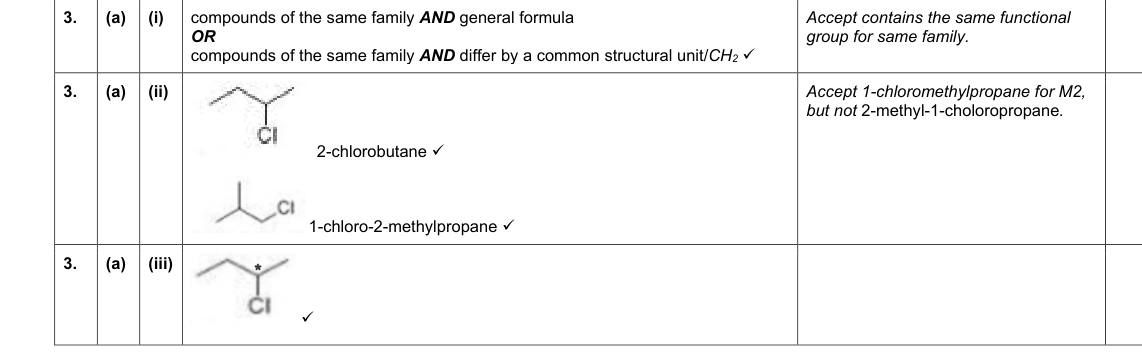 3. (a) (i) compounds of the same family AND general formula
OR
compounds of the same family AND differ by a common structural unit/CH2 ✓
Accept contains the same functional
group for same family.
3. (a) (ii)
Cl
2-chlorobutane ✓
Cl
1-chloro-2-methylpropane ✓
Accept 1-chloromethylpropane for M2,
but not 2-methyl-1-choloropropane.
3. (a) (iii)
*
Cl
✓